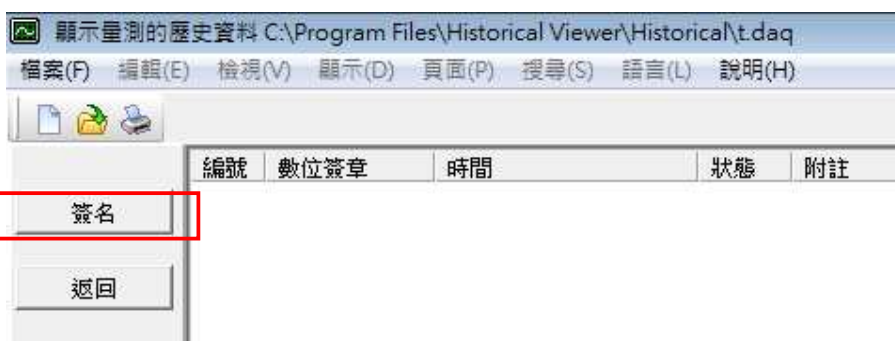 顯示量測的歷史資料 C:\Program Files\Historical Viewer\Historical\t.daq
檔案(F) 編輯(E) 檢視(V) 顯示(D) 頁面(P) 搜尋(S) 語言(L) 說明(H)
編號 數位簽章 時間 狀態 附註
簽名
返回